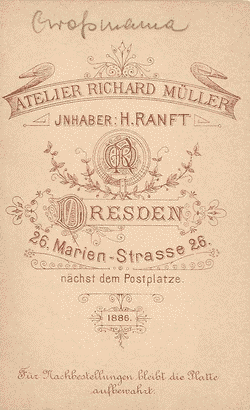 Großmama
ATELIER RICHARD MÜLLER
JNHABER: H. RANFT
DRESDEN
26. Marien-Strasse 26.
nächst dem Postplatze.
1886.
Für Nachbestellungen bleibt die Platte
aufbewahrt.